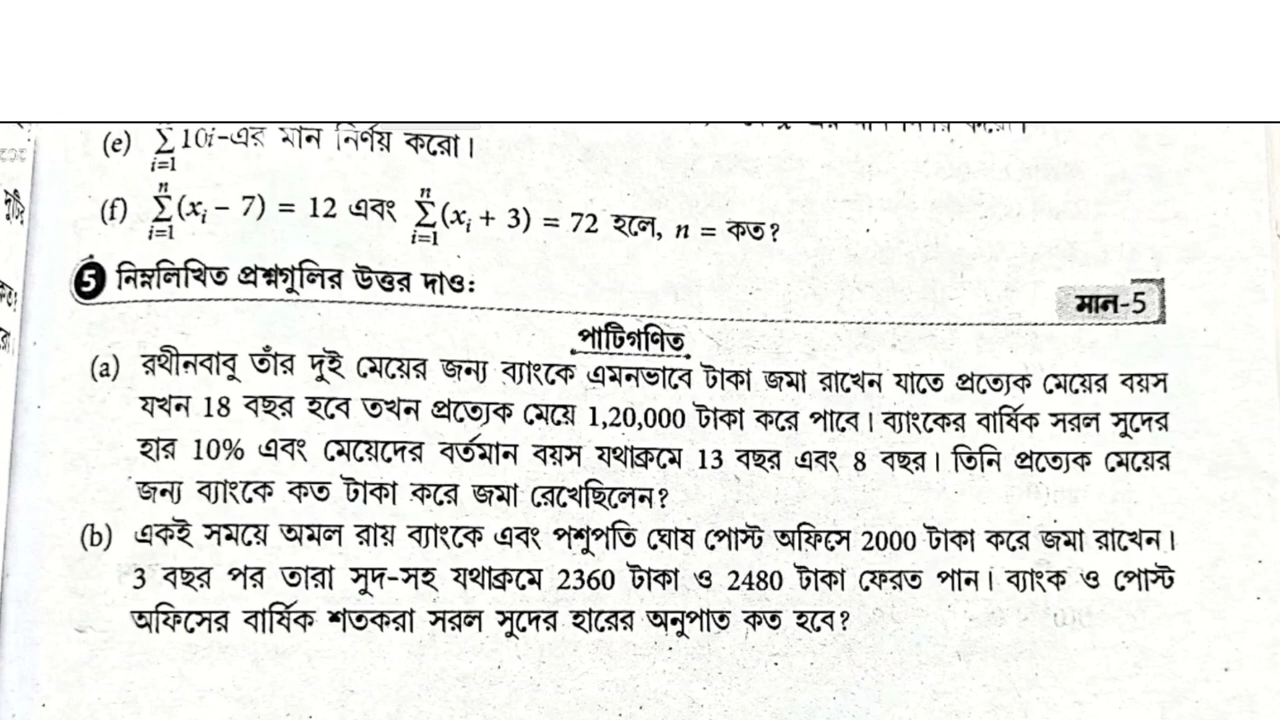 (e) ∑ i=1 10i-এর মান নির্ণয় করো।
(f) ∑ i=1 n (xᵢ − 7) = 12 এবং ∑ i=1 n (xᵢ + 3) = 72 হলে, n = কত?
5 নিম্নলিখিত প্রশ্নগুলির উত্তর দাও:
মান-5
পাটিগণিত
(a) রথীনবাবু তাঁর দুই মেয়ের জন্য ব্যাংকে এমনভাবে টাকা জমা রাখেন যাতে প্রত্যেক মেয়ের বয়স
যখন 18 বছর হবে তখন প্রত্যেক মেয়ে 1,20,000 টাকা করে পাবে। ব্যাংকের বার্ষিক সরল সুদের
হার 10% এবং মেয়েদের বর্তমান বয়স যথাক্রমে 13 বছর এবং 8 বছর। তিনি প্রত্যেক মেয়ের
জন্য ব্যাংকে কত টাকা করে জমা রেখেছিলেন?
(b) একই সময়ে অমল রায় ব্যাংকে এবং পশুপতি ঘোষ পোস্ট অফিসে 2000 টাকা করে জমা রাখেন।
3 বছর পর তারা সুদ-সহ যথাক্রমে 2360 টাকা ও 2480 টাকা ফেরত পান। ব্যাংক ও পোস্ট
অফিসের বার্ষিক শতকরা সরল সুদের হারের অনুপাত কত হবে?